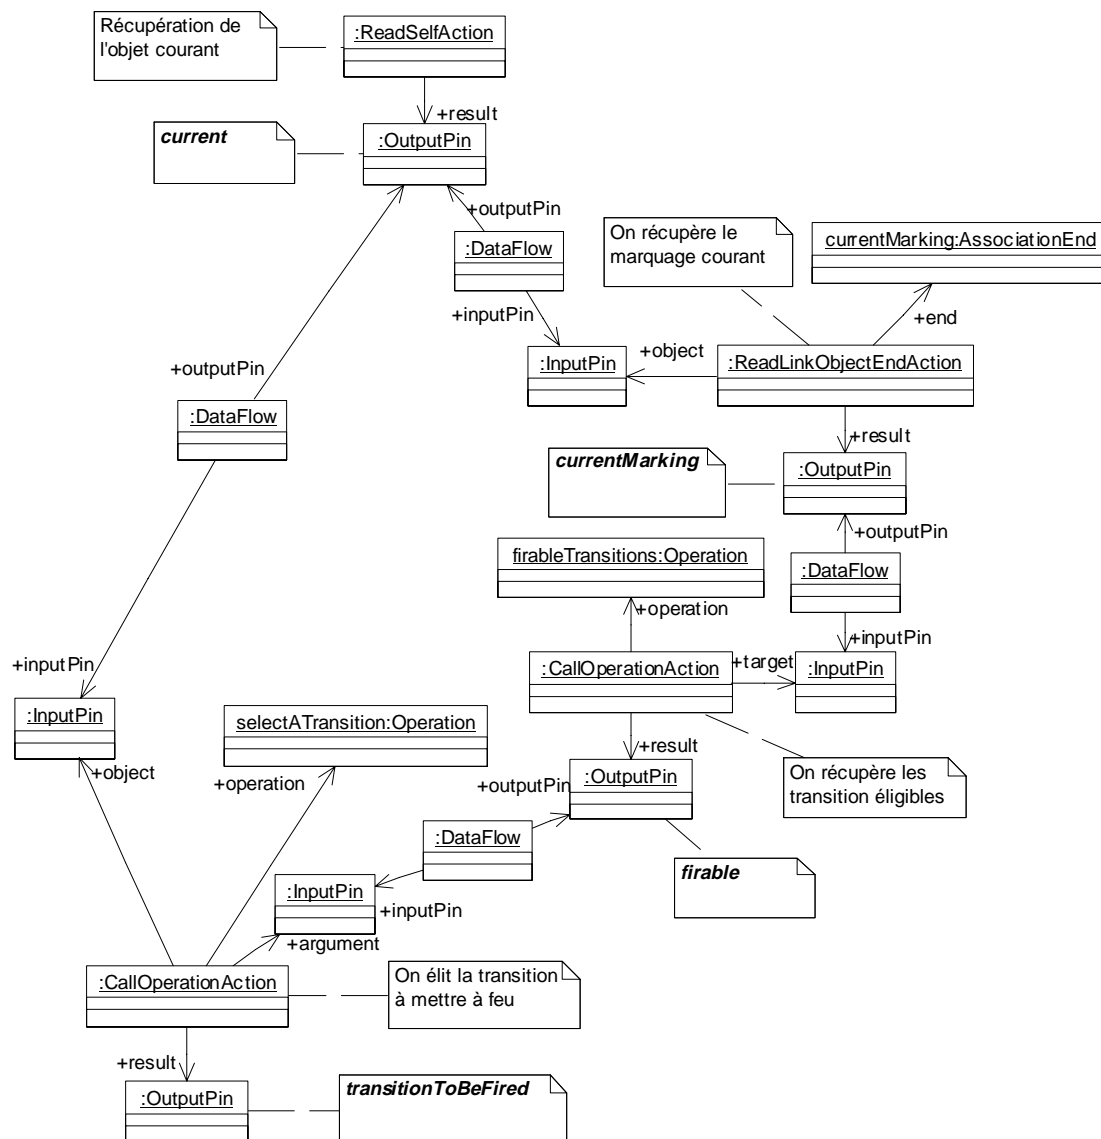 Récupération de
l'objet courant
:ReadSelfAction
+result
current
:OutputPin
+outputPin
:DataFlow
+inputPin
On récupère le
marquage courant
currentMarking:AssociationEnd
+end
:InputPin
+object
:ReadLinkObjectEndAction
+outputPin
:DataFlow
+result
currentMarking
:OutputPin
+outputPin
firableTransitions:Operation
:DataFlow
+operation
+inputPin
:CallOperationAction
+target
:InputPin
+inputPin
:InputPin
+object
selectATransition:Operation
+operation
+result
+outputPin
:OutputPin
On récupère les
transition éligibles
:DataFlow
firable
:InputPin
+inputPin
+argument
:CallOperationAction
On élit la transition
à mettre à feu
+result
:OutputPin
transitionToBeFired